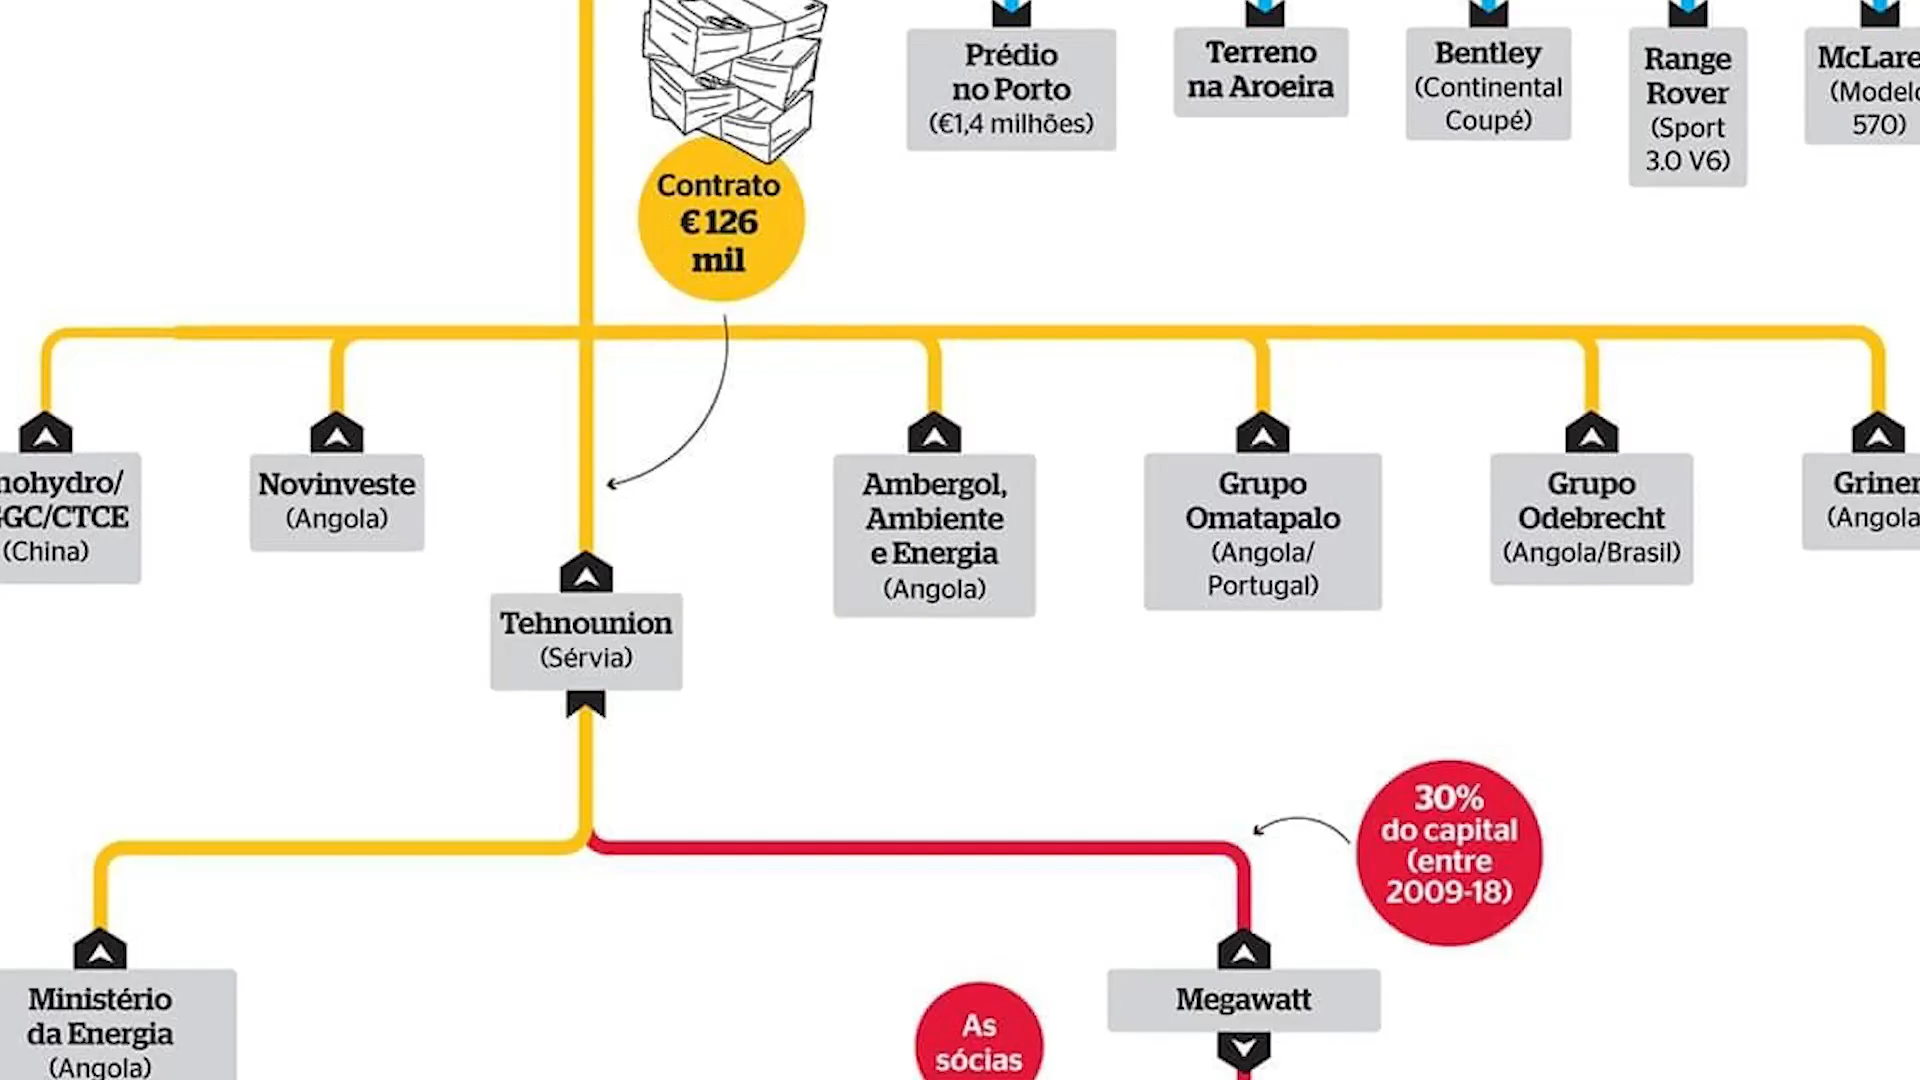 Prédio
no Porto
(€1,4 milhões)
Terreno
na Aroeira
Bentley
(Continental
Coupé)
Range
Rover
(Sport
3.0 V6)
McLare
(Modelo
570)
Contrato
€126
mil
nohydro/
GGC/CTCE
(China)
Novinveste
(Angola)
Tehnounion
(Sérvia)
Ambergol,
Ambiente
e Energia
(Angola)
Grupo
Omatapalo
(Angola/
Portugal)
Grupo
Odebrecht
(Angola/Brasil)
Griner
(Angola
30%
do capital
(entre
2009-18)
Ministério
da Energia
(Angola)
As
sócias
Megawatt